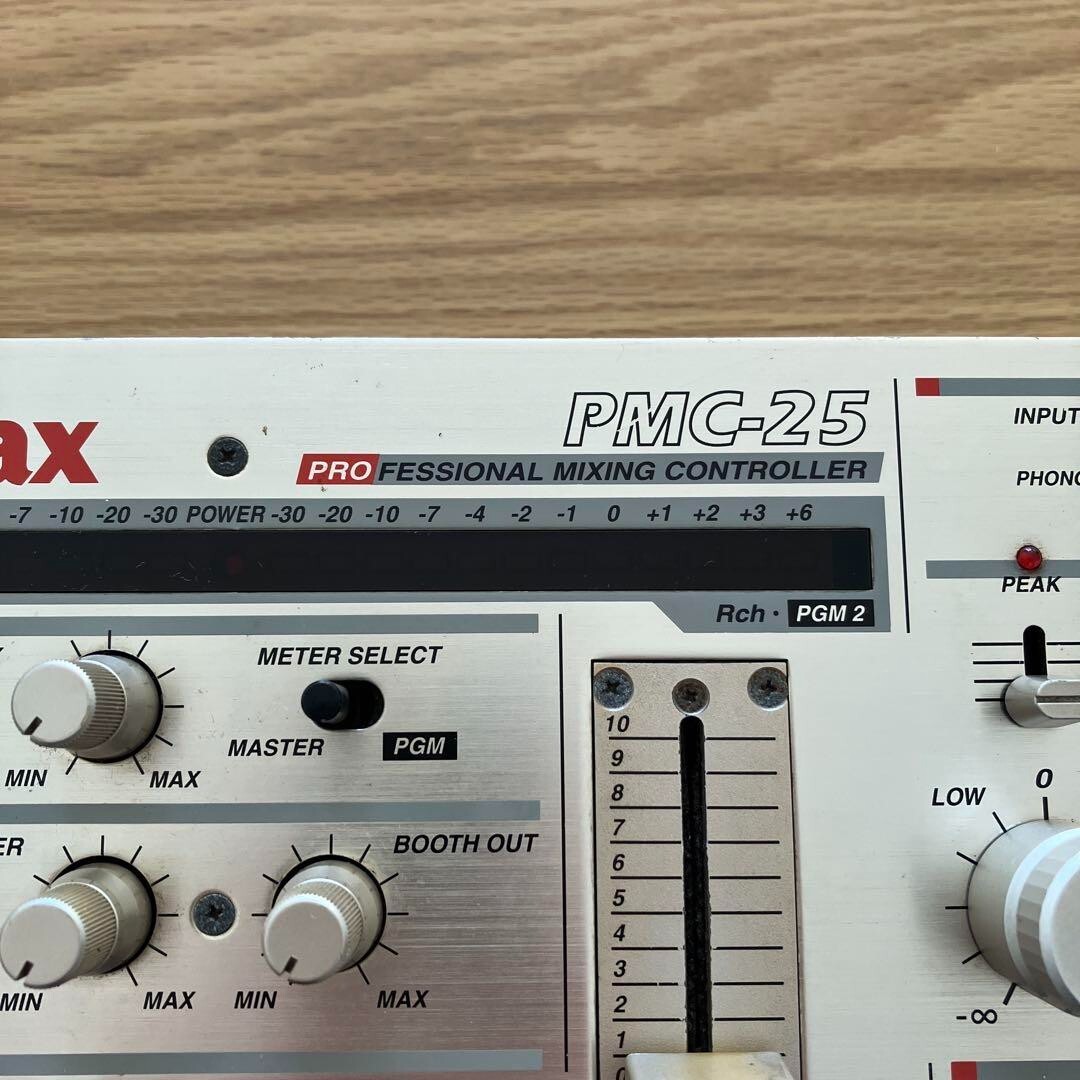 ax
PMC-25
PROFESSIONAL MIXING CONTROLLER
-7 -10 -20 -30 POWER -30 -20 -10 -7 -4 -2 -1 0 +1 +2 +3 +6
Rch · PGM 2
INPUT
PHONO
PEAK
METER SELECT
MASTER PGM
MIN MAX
ER
BOOTH OUT
MIN MAX MIN MAX
10
9
8
7
6
5
4
3
2
1
0
LOW 0
-∞